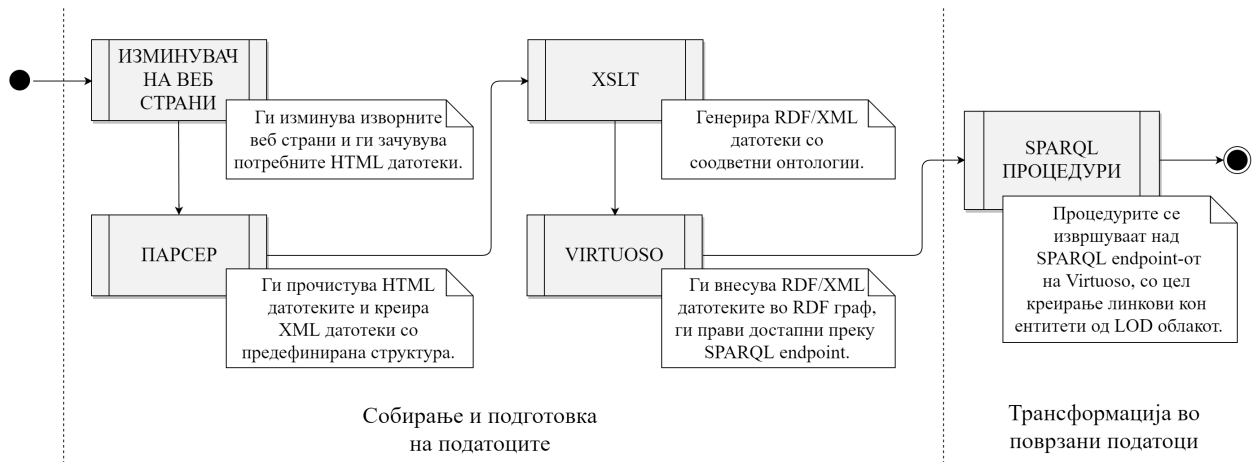 ИЗМИНУВАЧ
НА ВЕБ
СТРАНИ
Ги изминува изворните
веб страни и ги зачувува
потребните HTML датотеки.
ПАРСЕР
Ги прочистува HTML
датотеките и креира
XML датотеки со
предефинирана структура.
XSLT
Генерира RDF/XML
датотеки со
соодветни онтологии.
VIRTUOSO
Ги внесува RDF/XML
датотеките во RDF граф,
ги прави достапни преку
SPARQL endpoint.
SPARQL
ПРОЦЕДУРИ
Процедурите се
извршуваат над
SPARQL endpoint-от
на Virtuoso, со цел
креирање линкови кон
ентитети од LOD облакот.
Собирање и подготовка
на податоците
Трансформација во
поврзани податоци